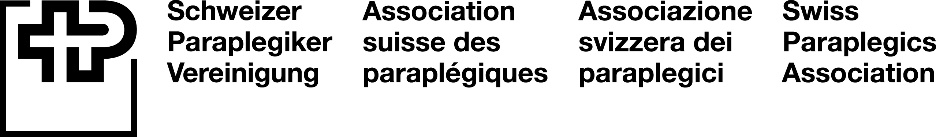 Schweizer
Paraplegiker
Vereinigung
Association
suisse des
paraplégiques
Associazione
svizzera dei
paraplegici
Swiss
Paraplegics
Association